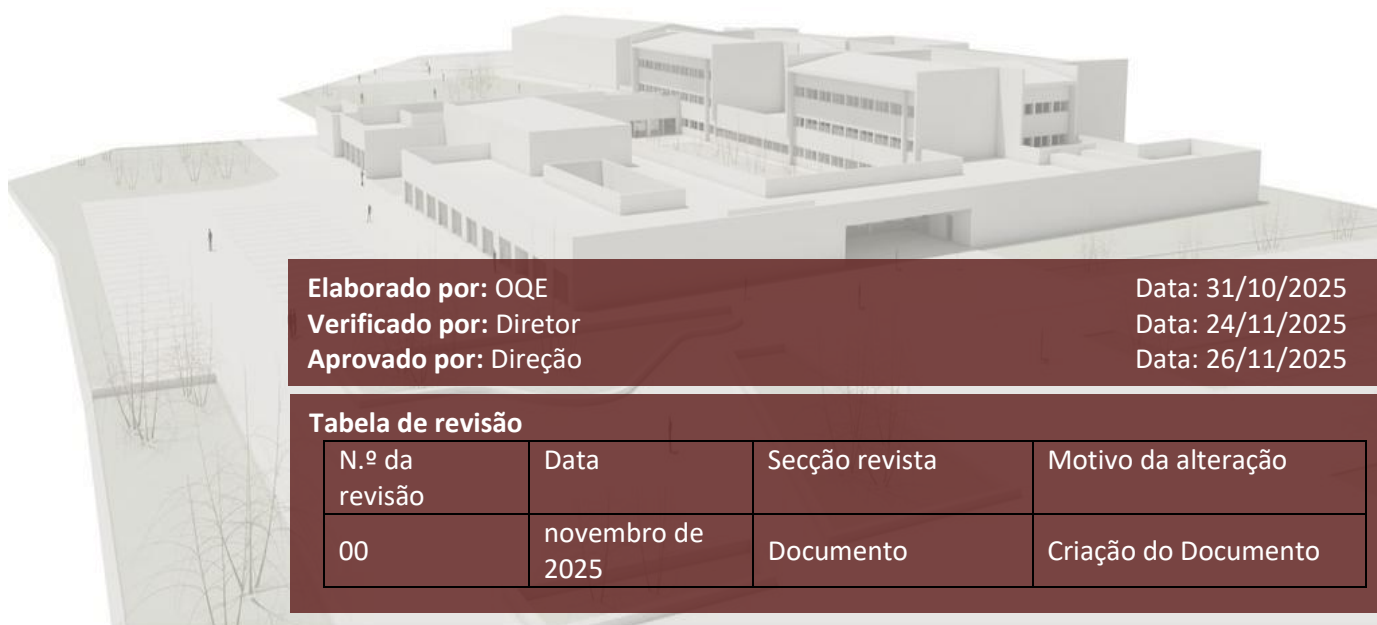 Elaborado por: OQE Data: 31/10/2025
Verificado por: Diretor Data: 24/11/2025
Aprovado por: Direção Data: 26/11/2025
Tabela de revisão
N.º da revisão Data Secção revista Motivo da alteração
00 novembro de 2025 Documento Criação do Documento